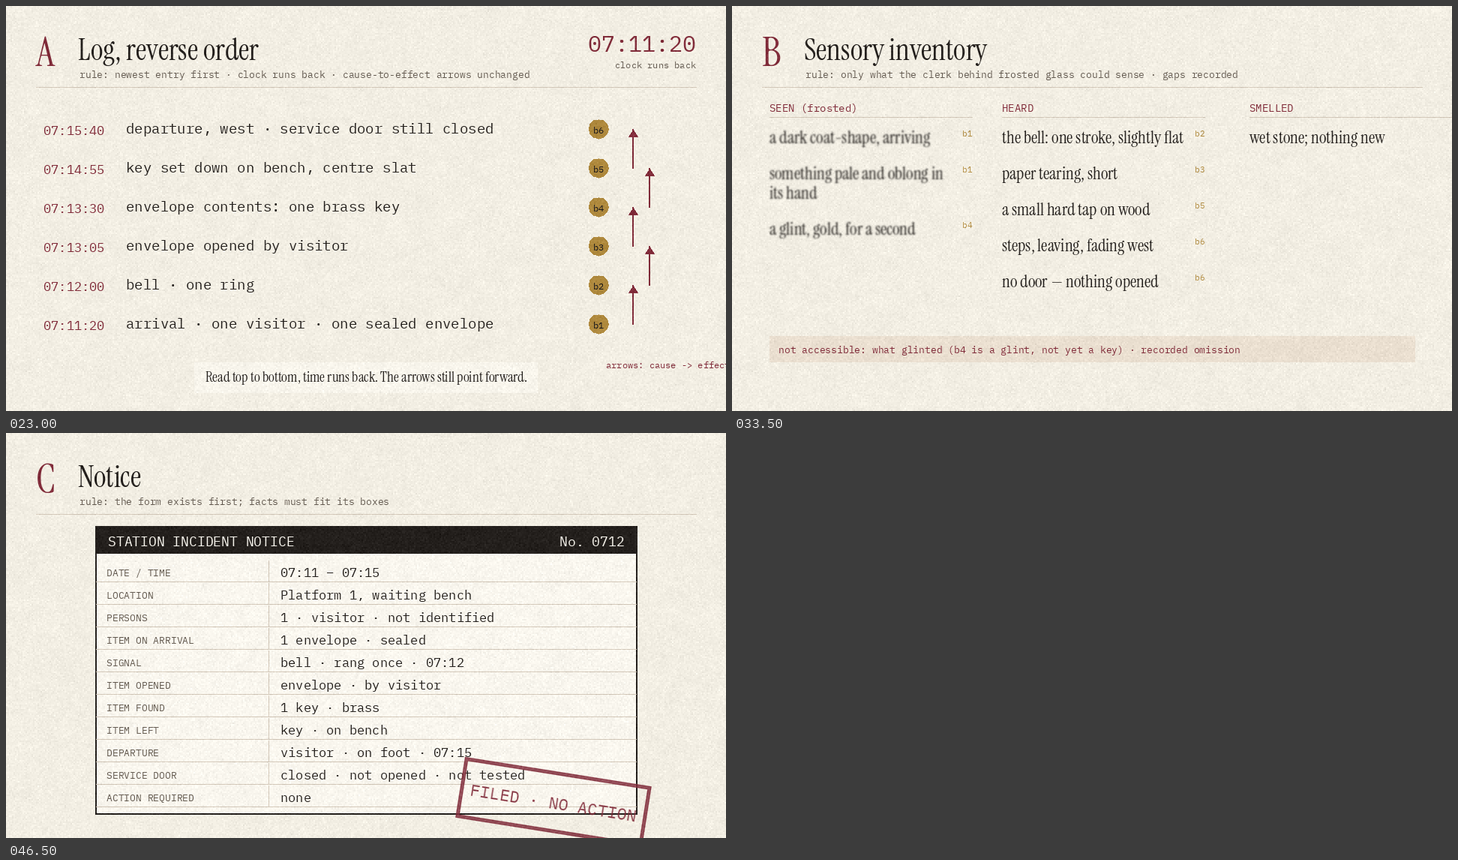 A Log, reverse order
07:11:20
rule: newest entry first · clock runs back · cause-to-effect arrows unchanged
clock runs back
07:15:40 departure, west · service door still closed b6
07:14:55 key set down on bench, centre slat b5
07:13:30 envelope contents: one brass key b4
07:13:05 envelope opened by visitor b3
07:12:00 bell · one ring b2
07:11:20 arrival · one visitor · one sealed envelope b1
arrows: cause -> effec
Read top to bottom, time runs back. The arrows still point forward.
023.00
B Sensory inventory
rule: only what the clerk behind frosted glass could sense · gaps recorded
SEEN (frosted)
a dark coat-shape, arriving b1
something pale and oblong in b1
its hand
a glint, gold, for a second b4
HEARD
the bell: one stroke, slightly flat b2
paper tearing, short b3
a small hard tap on wood b5
steps, leaving, fading west b6
no door — nothing opened b6
SMELLED
wet stone; nothing new
not accessible: what glinted (b4 is a glint, not yet a key) · recorded omission
033.50
C Notice
rule: the form exists first; facts must fit its boxes
STATION INCIDENT NOTICE No. 0712
DATE / TIME 07:11 – 07:15
LOCATION Platform 1, waiting bench
PERSONS 1 · visitor · not identified
ITEM ON ARRIVAL 1 envelope · sealed
SIGNAL bell · rang once · 07:12
ITEM OPENED envelope · by visitor
ITEM FOUND 1 key · brass
ITEM LEFT key · on bench
DEPARTURE visitor · on foot · 07:15
SERVICE DOOR closed · not opened · not tested
ACTION REQUIRED none
FILED · NO ACTION
046.50